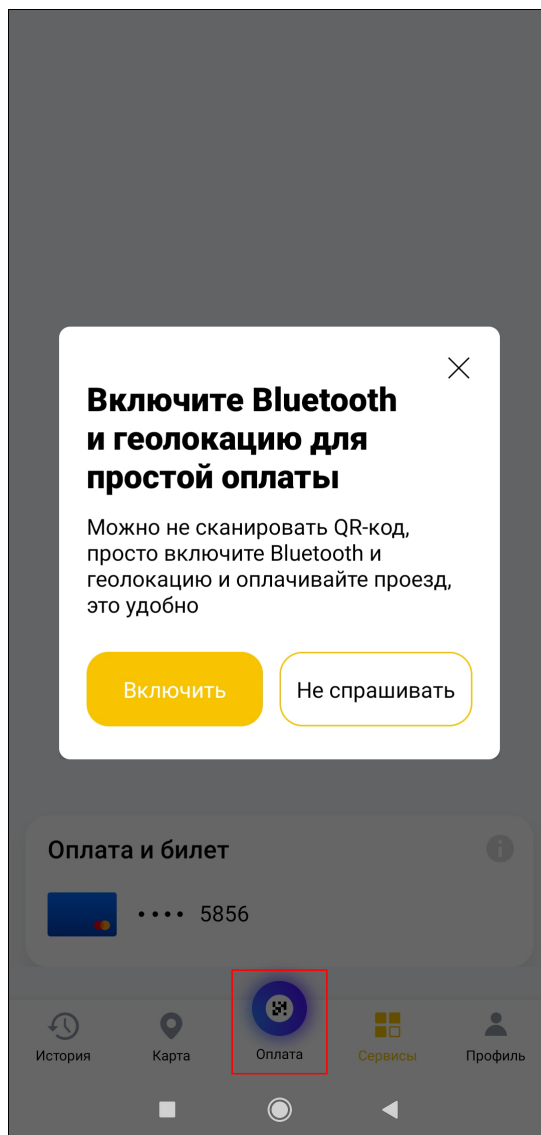 Включите Bluetooth
и геолокацию для
простой оплаты
Можно не сканировать QR-код,
просто включите Bluetooth и
геолокацию и оплачивайте проезд,
это удобно
Включить
Не спрашивать
Оплата и билет
•••• 5856
История
Карта
Оплата
Сервисы
Профиль